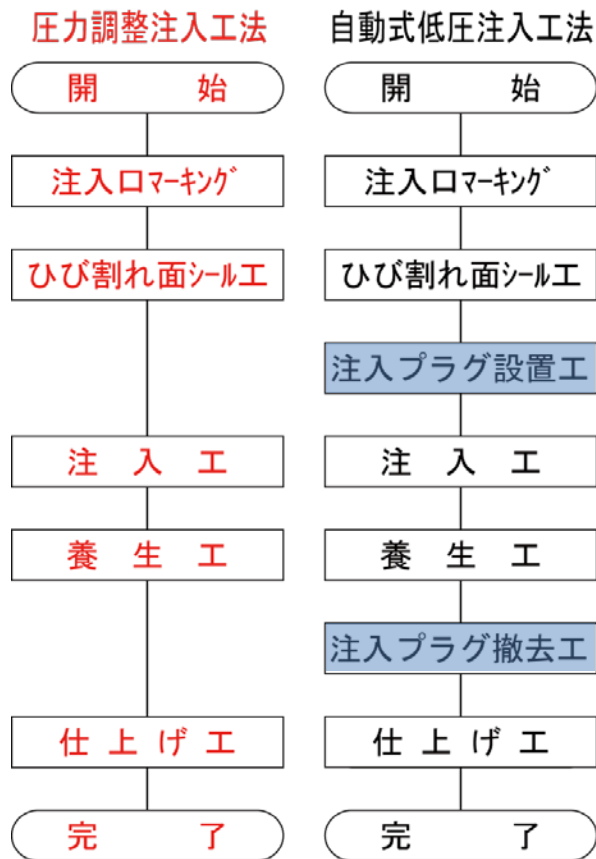 圧力調整注入工法
開 始
注入口マーキング
ひび割れ面シール工
注 入 工
養 生 工
仕 上 げ 工
完 了
自動式低圧注入工法
開 始
注入口マーキング
ひび割れ面シール工
注入プラグ設置工
注 入 工
養 生 工
注入プラグ撤去工
仕 上 げ 工
完 了